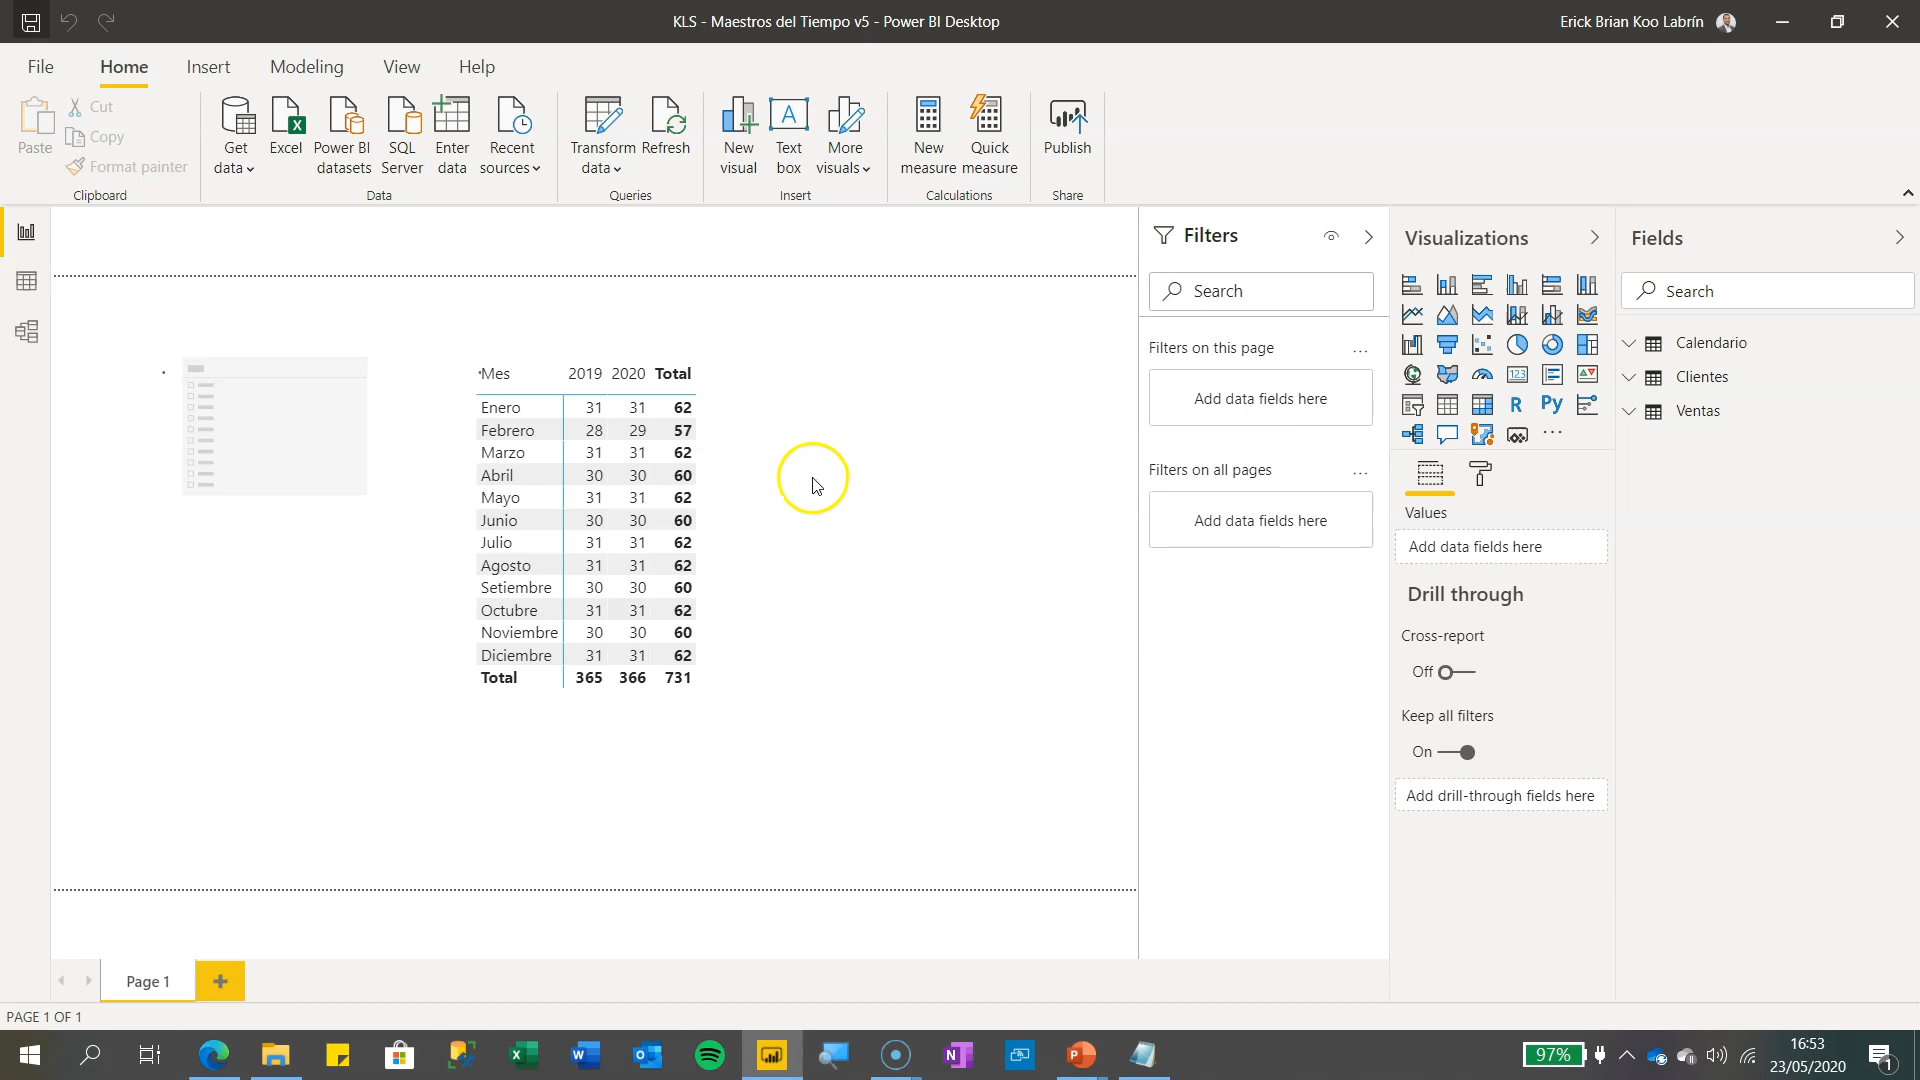 KLS - Maestros del Tiempo v5 - Power BI Desktop
Erick Brian Koo Labrín
File Home Insert Modeling View Help
Paste
Cut
Copy
Format painter
Clipboard
Get data
Excel
Power BI datasets
SQL Server
Enter data
Recent sources
Data
Transform data
Refresh
Queries
New visual
Text box
More visuals
Insert
New measure
Quick measure
Calculations
Publish
Share
Mes 2019 2020 Total
Enero 31 31 62
Febrero 28 29 57
Marzo 31 31 62
Abril 30 30 60
Mayo 31 31 62
Junio 30 30 60
Julio 31 31 62
Agosto 31 31 62
Setiembre 30 30 60
Octubre 31 31 62
Noviembre 30 30 60
Diciembre 31 31 62
Total 365 366 731
Filters
Search
Filters on this page ...
Add data fields here
Filters on all pages ...
Add data fields here
Visualizations
123
R
Py
...
Values
Add data fields here
Drill through
Cross-report
Off
Keep all filters
On
Add drill-through fields here
Fields
Search
Calendario
Clientes
Ventas
Page 1
PAGE 1 OF 1
97%
16:53
23/05/2020
1